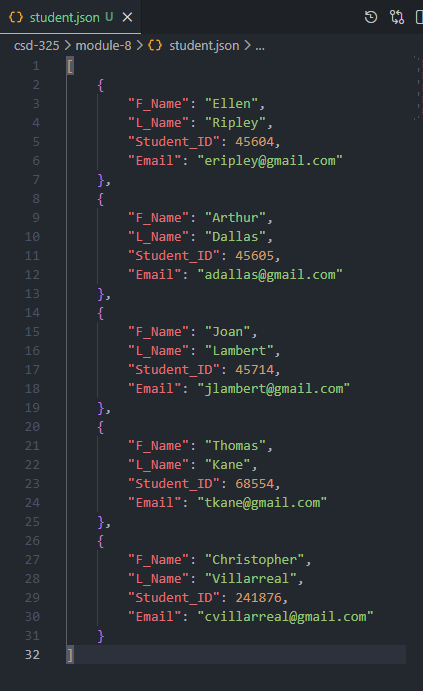 {} student.json U ×
csd-325 > module-8 > {} student.json > ...
1 [
2 {
3 "F_Name": "Ellen",
4 "L_Name": "Ripley",
5 "Student_ID": 45604,
6 "Email": "eripley@gmail.com"
7 },
8 {
9 "F_Name": "Arthur",
10 "L_Name": "Dallas",
11 "Student_ID": 45605,
12 "Email": "adallas@gmail.com"
13 },
14 {
15 "F_Name": "Joan",
16 "L_Name": "Lambert",
17 "Student_ID": 45714,
18 "Email": "jlambert@gmail.com"
19 },
20 {
21 "F_Name": "Thomas",
22 "L_Name": "Kane",
23 "Student_ID": 68554,
24 "Email": "tkane@gmail.com"
25 },
26 {
27 "F_Name": "Christopher",
28 "L_Name": "Villarreal",
29 "Student_ID": 241876,
30 "Email": "cvillarreal@gmail.com"
31 }
32 ]